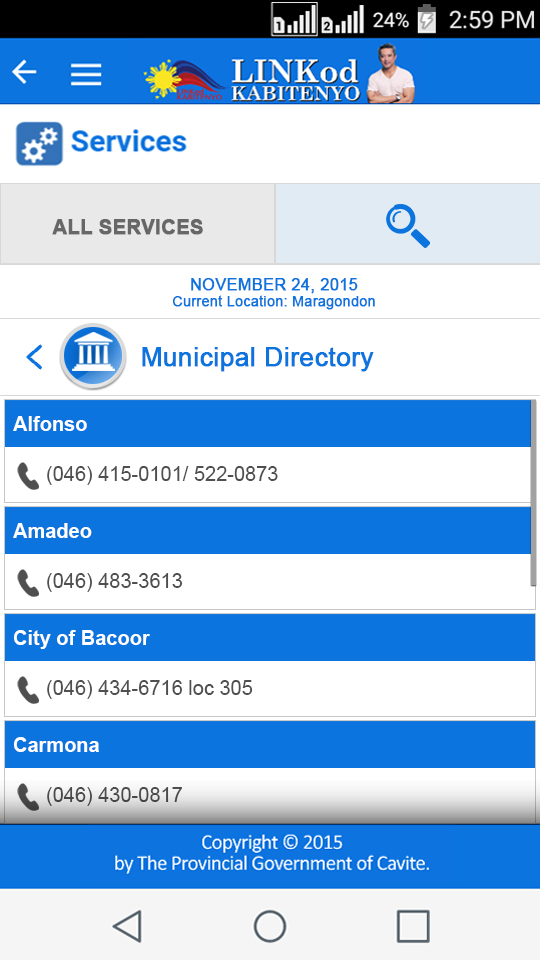 1 2 24% 2:59 PM
LINKod
KABITENYO
Services
ALL SERVICES
NOVEMBER 24, 2015
Current Location: Maragondon
Municipal Directory
Alfonso
(046) 415-0101/ 522-0873
Amadeo
(046) 483-3613
City of Bacoor
(046) 434-6716 loc 305
Carmona
(046) 430-0817
Copyright © 2015
by The Provincial Government of Cavite.